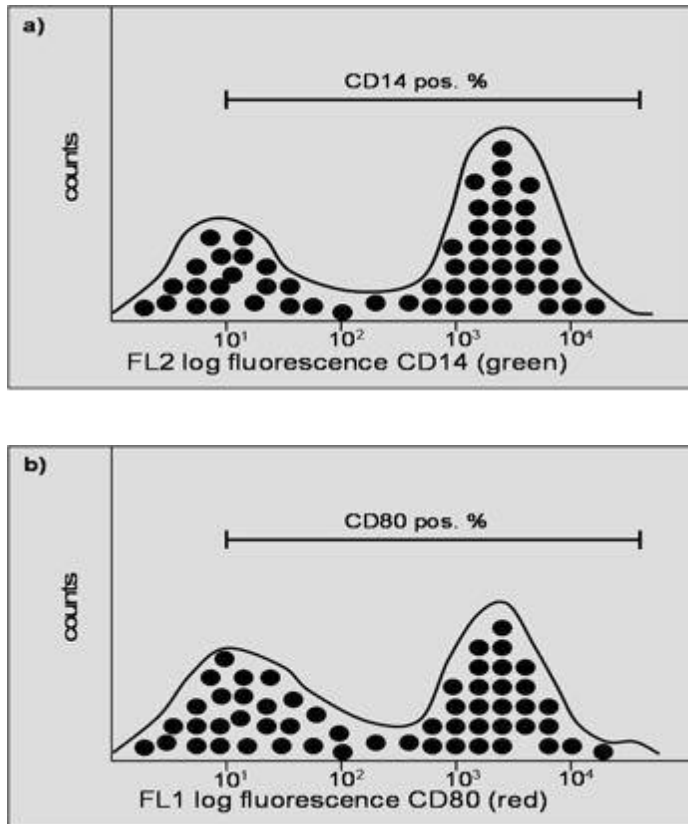 a)
CD14 pos. %
counts
10¹ 10² 10³ 10⁴
FL2 log fluorescence CD14 (green)
b)
CD80 pos. %
counts
10¹ 10² 10³ 10⁴
FL1 log fluorescence CD80 (red)